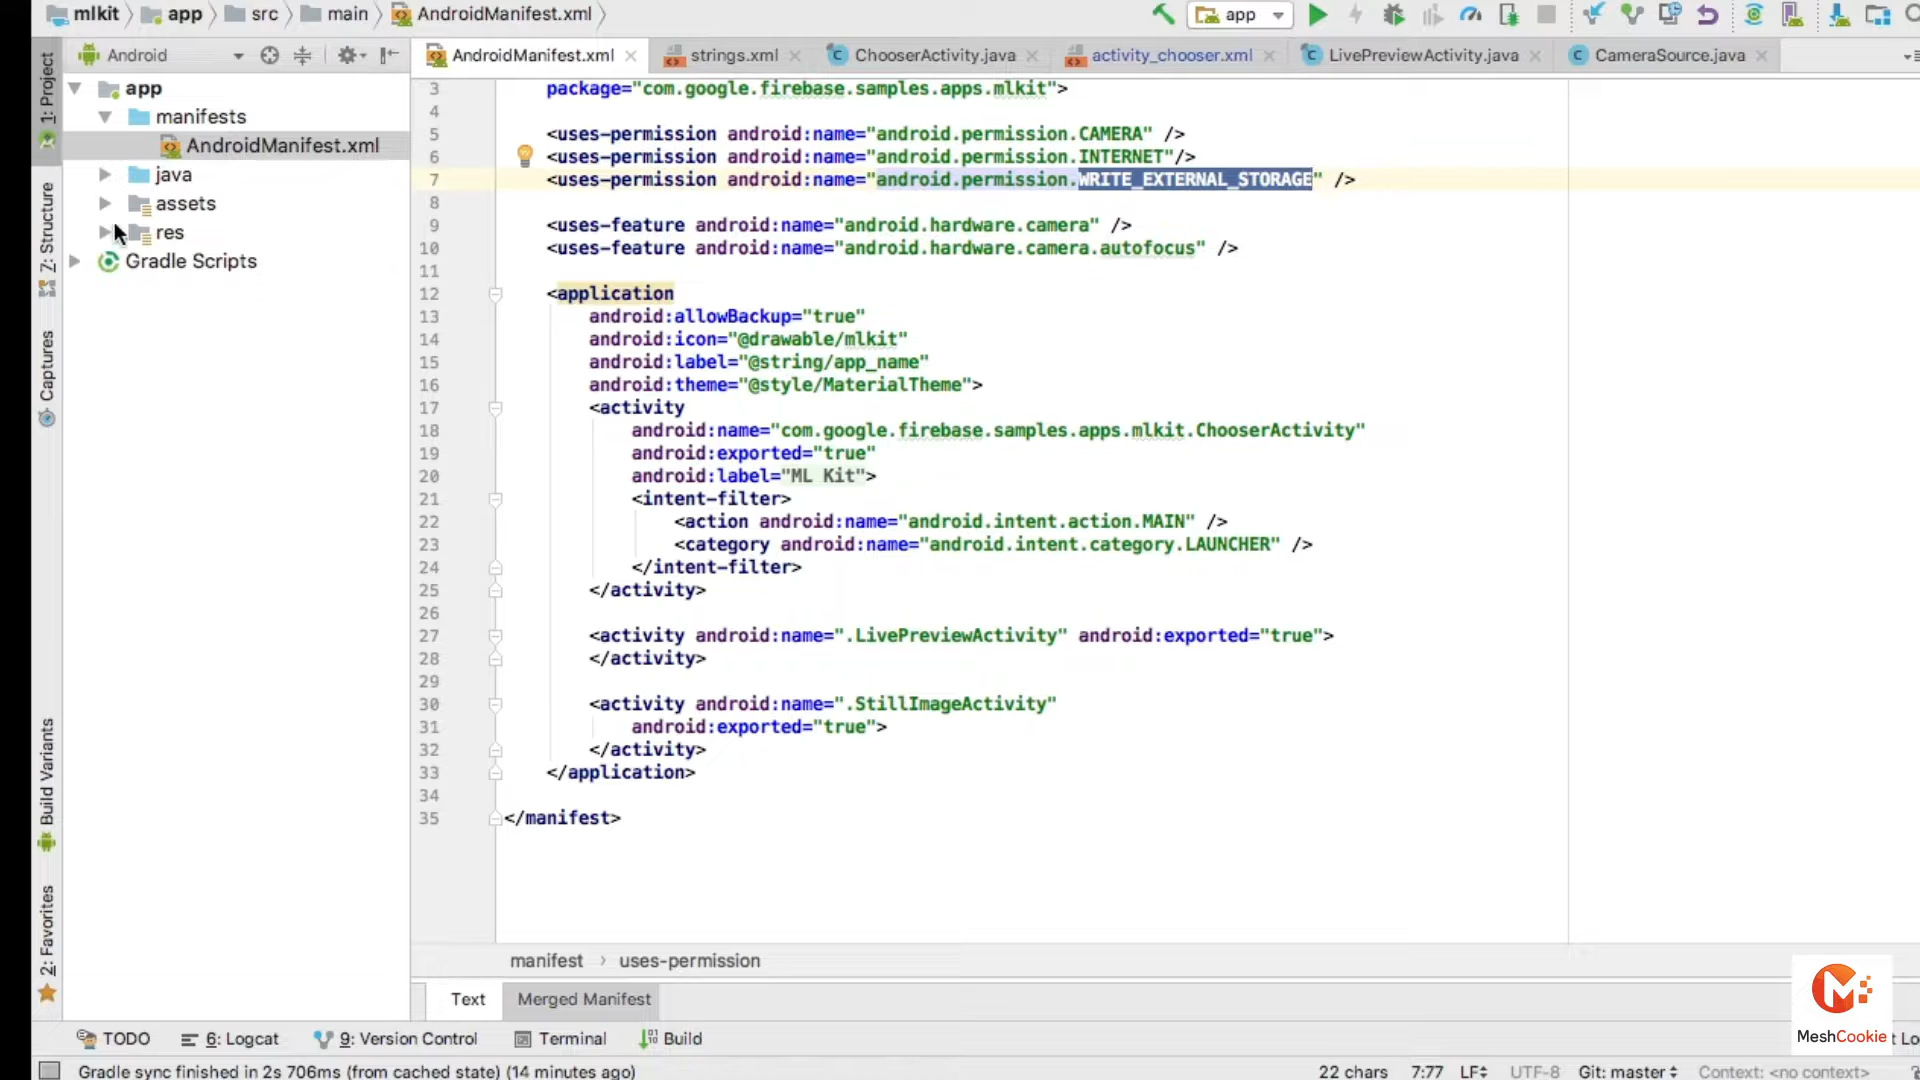 mlkit app src main AndroidManifest.xml app
1: Project
Z: Structure
Captures
Build Variants
2: Favorites
Android
app
manifests
AndroidManifest.xml
java
assets
res
Gradle Scripts
AndroidManifest.xml strings.xml ChooserActivity.java activity_chooser.xml LivePreviewActivity.java CameraSource.java
3 package="com.google.firebase.samples.apps.mlkit">
4
5 <uses-permission android:name="android.permission.CAMERA" />
6 <uses-permission android:name="android.permission.INTERNET"/>
7 <uses-permission android:name="android.permission.WRITE_EXTERNAL_STORAGE" />
8
9 <uses-feature android:name="android.hardware.camera" />
10 <uses-feature android:name="android.hardware.camera.autofocus" />
11
12 <application
13 android:allowBackup="true"
14 android:icon="@drawable/mlkit"
15 android:label="@string/app_name"
16 android:theme="@style/MaterialTheme">
17 <activity
18 android:name="com.google.firebase.samples.apps.mlkit.ChooserActivity"
19 android:exported="true"
20 android:label="ML Kit">
21 <intent-filter>
22 <action android:name="android.intent.action.MAIN" />
23 <category android:name="android.intent.category.LAUNCHER" />
24 </intent-filter>
25 </activity>
26
27 <activity android:name=".LivePreviewActivity" android:exported="true">
28 </activity>
29
30 <activity android:name=".StillImageActivity"
31 android:exported="true">
32 </activity>
33 </application>
34
35 </manifest>
manifest › uses-permission
Text Merged Manifest
TODO 6: Logcat 9: Version Control Terminal Build
MeshCookie
Gradle sync finished in 2s 706ms (from cached state) (14 minutes ago) 22 chars 7:77 LF UTF-8 Git: master Context: <no context>